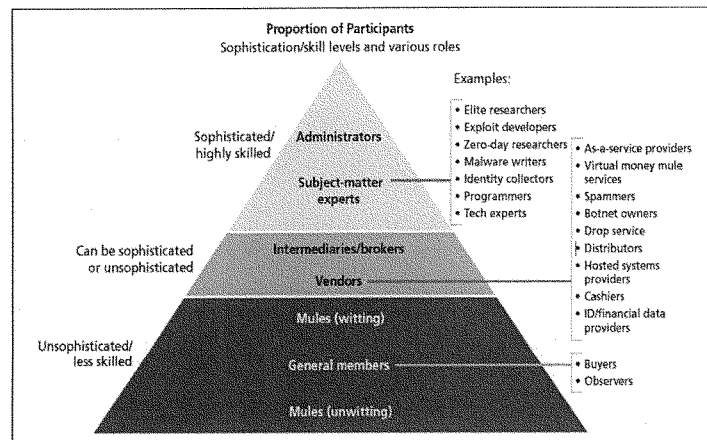 Proportion of Participants
Sophistication/skill levels and various roles
Examples:
Sophisticated/
highly skilled
Administrators
Subject-matter
experts
• Elite researchers
• Exploit developers
• Zero-day researchers
• Malware writers
• Identity collectors
• Programmers
• Tech experts
Can be sophisticated
or unsophisticated
Intermediaries/brokers
Vendors
• As-a-service providers
• Virtual money mule
services
• Spammers
• Botnet owners
• Drop service
• Distributors
• Hosted systems
providers
• Cashiers
• ID/financial data
providers
Unsophisticated/
less skilled
Mules (witting)
General members
Mules (unwitting)
• Buyers
• Observers